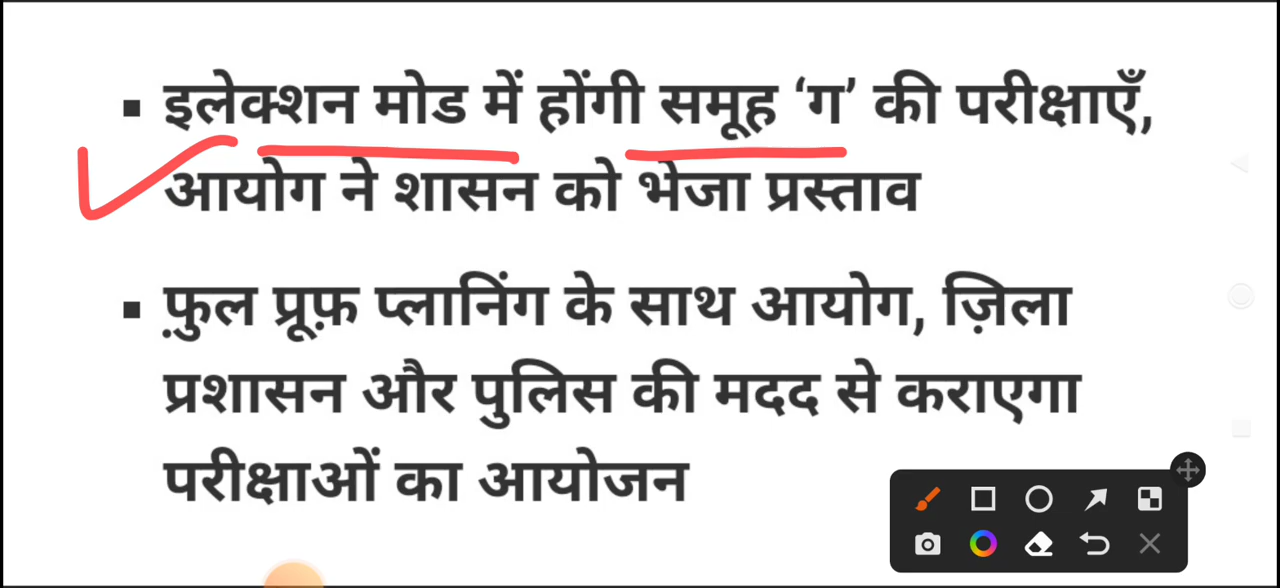 ▪ इलेक्शन मोड में होंगी समूह ‘ग’ की परीक्षाएँ,
आयोग ने शासन को भेजा प्रस्ताव
▪ फ़ुल प्रूफ़ प्लानिंग के साथ आयोग, ज़िला
प्रशासन और पुलिस की मदद से कराएगा
परीक्षाओं का आयोजन